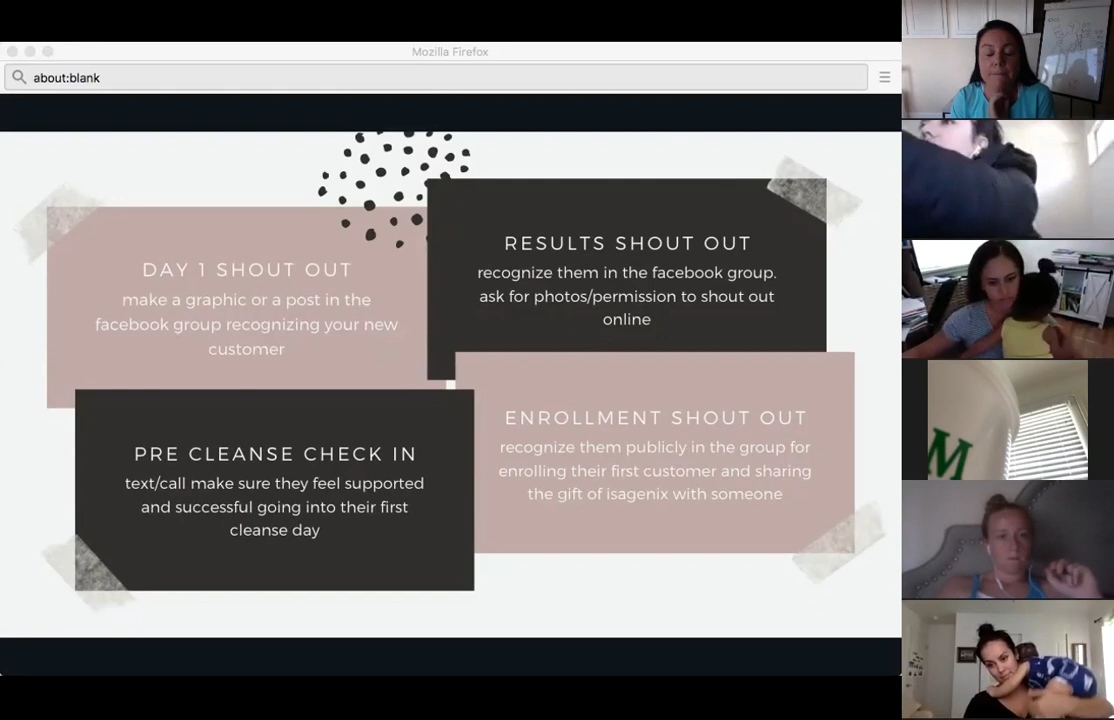 Mozilla Firefox
about:blank
DAY 1 SHOUT OUT
make a graphic or a post in the
facebook group recognizing your new
customer
RESULTS SHOUT OUT
recognize them in the facebook group.
ask for photos/permission to shout out
online
PRE CLEANSE CHECK IN
text/call make sure they feel supported
and successful going into their first
cleanse day
ENROLLMENT SHOUT OUT
recognize them publicly in the group for
enrolling their first customer and sharing
the gift of isagenix with someone
M